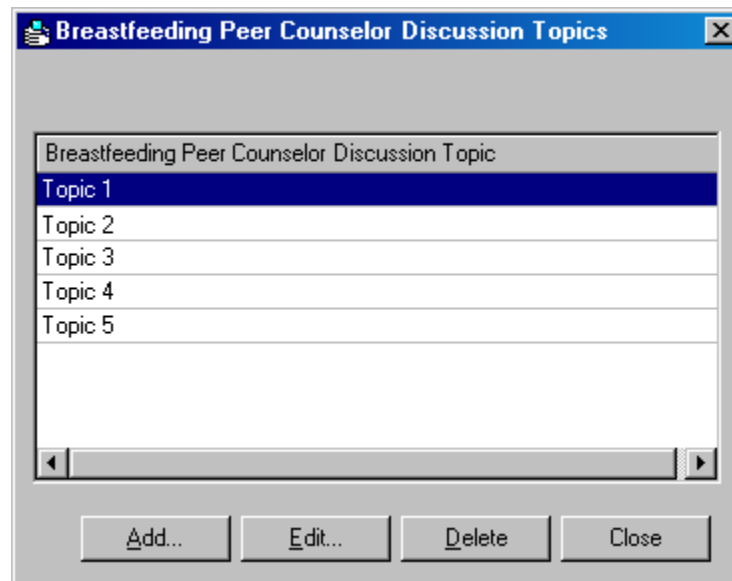 Breastfeeding Peer Counselor Discussion Topics
Breastfeeding Peer Counselor Discussion Topic
Topic 1
Topic 2
Topic 3
Topic 4
Topic 5
Add... Edit... Delete Close